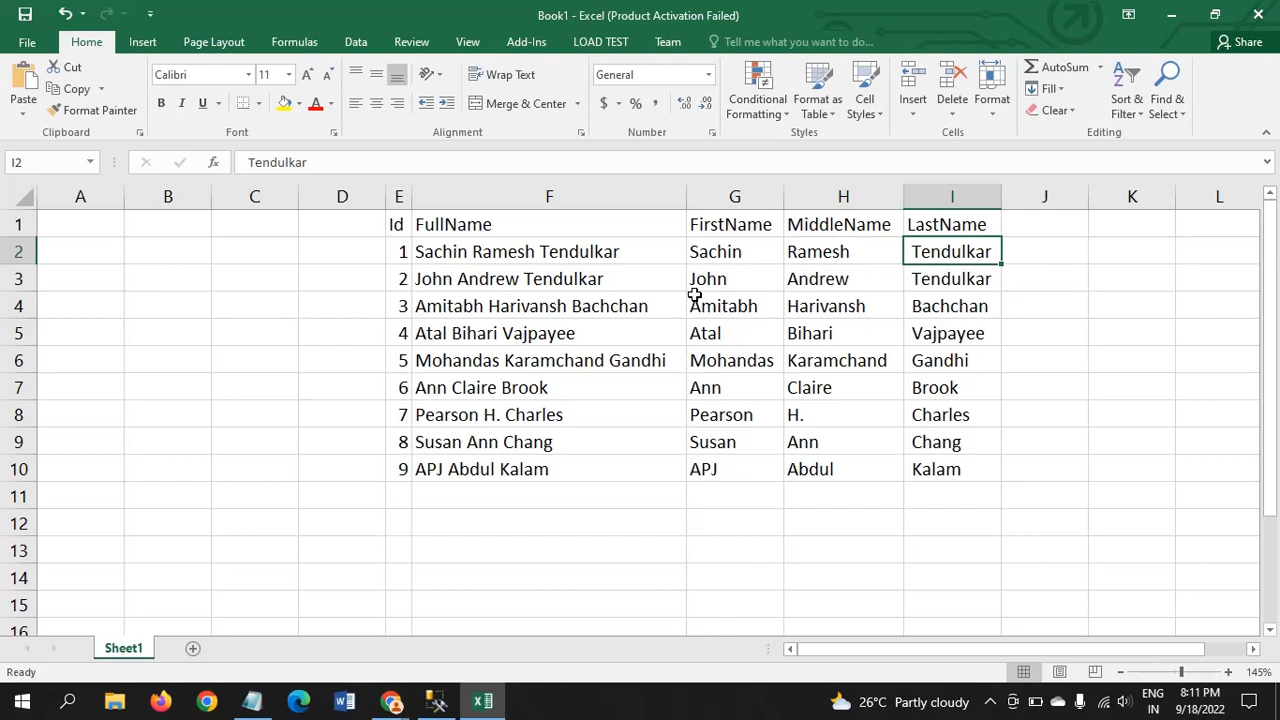 Book1 - Excel (Product Activation Failed)
File Home Insert Page Layout Formulas Data Review View Add-Ins LOAD TEST Team Tell me what you want to do... Share
Paste Cut Copy Format Painter Clipboard
Calibri 11 B I U Font
Wrap Text Merge & Center Alignment
General $ % , Number
Conditional Formatting Format as Table Cell Styles Styles
Insert Delete Format Cells
AutoSum Fill Clear Sort & Filter Find & Select Editing
I2 fx Tendulkar
A B C D E F G H I J K L
1 Id FullName FirstName MiddleName LastName
2 1 Sachin Ramesh Tendulkar Sachin Ramesh Tendulkar
3 2 John Andrew Tendulkar John Andrew Tendulkar
4 3 Amitabh Harivansh Bachchan Amitabh Harivansh Bachchan
5 4 Atal Bihari Vajpayee Atal Bihari Vajpayee
6 5 Mohandas Karamchand Gandhi Mohandas Karamchand Gandhi
7 6 Ann Claire Brook Ann Claire Brook
8 7 Pearson H. Charles Pearson H. Charles
9 8 Susan Ann Chang Susan Ann Chang
10 9 APJ Abdul Kalam APJ Abdul Kalam
11
12
13
14
15
16
Sheet1
Ready 145%
26°C Partly cloudy ENG 8:11 PM
IN 9/18/2022